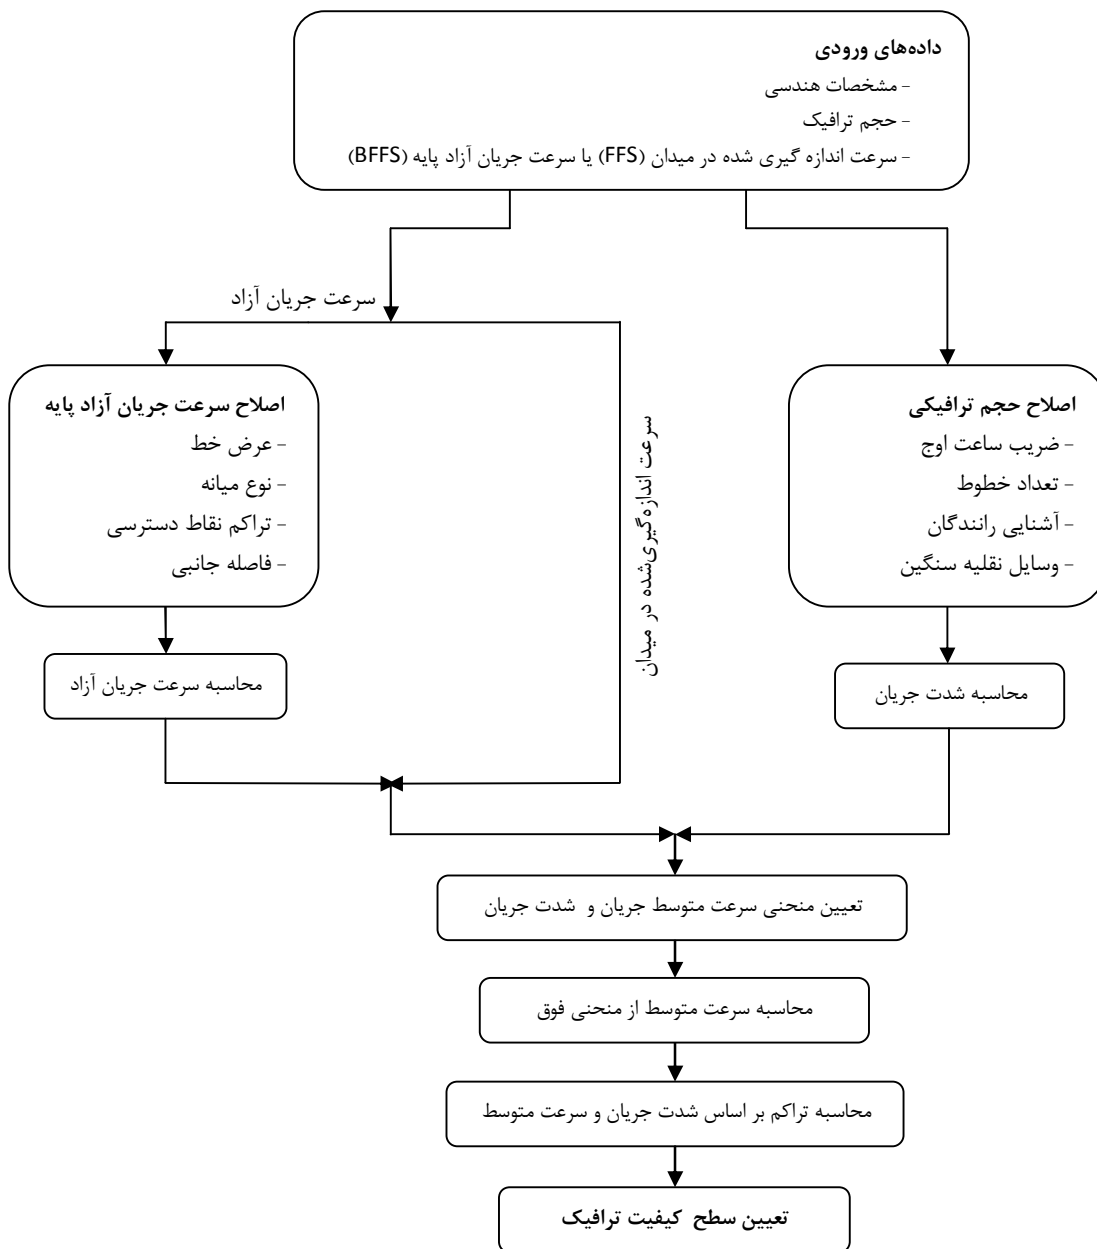 داده‌های ورودی
- مشخصات هندسی
- حجم ترافیک
- سرعت اندازه گیری شده در میدان (FFS) یا سرعت جریان آزاد پایه (BFFS)
سرعت جریان آزاد
اصلاح حجم ترافیکی
- ضریب ساعت اوج
- تعداد خطوط
- آشنایی رانندگان
- وسایل نقلیه سنگین
سرعت اندازه‌گیری‌شده در میدان
اصلاح سرعت جریان آزاد پایه
- عرض خط
- نوع میانه
- تراکم نقاط دسترسی
- فاصله جانبی
محاسبه شدت جریان
محاسبه سرعت جریان آزاد
تعیین منحنی سرعت متوسط جریان و شدت جریان
محاسبه سرعت متوسط از منحنی فوق
محاسبه تراکم بر اساس شدت جریان و سرعت متوسط
تعیین سطح کیفیت ترافیک